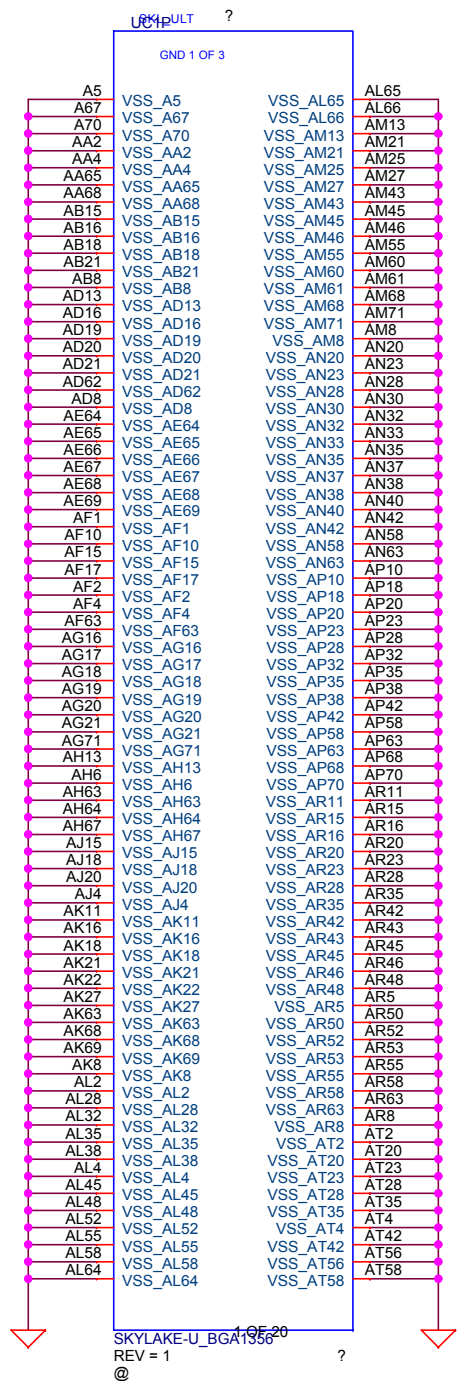 SKL_ULT ?
UC1P
GND 1 OF 3
A5 VSS_A5 VSS_AL65 AL65
A67 VSS_A67 VSS_AL66 AL66
A70 VSS_A70 VSS_AM13 AM13
AA2 VSS_AA2 VSS_AM21 AM21
AA4 VSS_AA4 VSS_AM25 AM25
AA65 VSS_AA65 VSS_AM27 AM27
AA68 VSS_AA68 VSS_AM43 AM43
AB15 VSS_AB15 VSS_AM45 AM45
AB16 VSS_AB16 VSS_AM46 AM46
AB18 VSS_AB18 VSS_AM55 AM55
AB21 VSS_AB21 VSS_AM60 AM60
AB8 VSS_AB8 VSS_AM61 AM61
AD13 VSS_AD13 VSS_AM68 AM68
AD16 VSS_AD16 VSS_AM71 AM71
AD19 VSS_AD19 VSS_AM8 AM8
AD20 VSS_AD20 VSS_AN20 AN20
AD21 VSS_AD21 VSS_AN23 AN23
AD62 VSS_AD62 VSS_AN28 AN28
AD8 VSS_AD8 VSS_AN30 AN30
AE64 VSS_AE64 VSS_AN32 AN32
AE65 VSS_AE65 VSS_AN33 AN33
AE66 VSS_AE66 VSS_AN35 AN35
AE67 VSS_AE67 VSS_AN37 AN37
AE68 VSS_AE68 VSS_AN38 AN38
AE69 VSS_AE69 VSS_AN40 AN40
AF1 VSS_AF1 VSS_AN42 AN42
AF10 VSS_AF10 VSS_AN58 AN58
AF15 VSS_AF15 VSS_AN63 AN63
AF17 VSS_AF17 VSS_AP10 AP10
AF2 VSS_AF2 VSS_AP18 AP18
AF4 VSS_AF4 VSS_AP20 AP20
AF63 VSS_AF63 VSS_AP23 AP23
AG16 VSS_AG16 VSS_AP28 AP28
AG17 VSS_AG17 VSS_AP32 AP32
AG18 VSS_AG18 VSS_AP35 AP35
AG19 VSS_AG19 VSS_AP38 AP38
AG20 VSS_AG20 VSS_AP42 AP42
AG21 VSS_AG21 VSS_AP58 AP58
AG71 VSS_AG71 VSS_AP63 AP63
AH13 VSS_AH13 VSS_AP68 AP68
AH6 VSS_AH6 VSS_AP70 AP70
AH63 VSS_AH63 VSS_AR11 AR11
AH64 VSS_AH64 VSS_AR15 AR15
AH67 VSS_AH67 VSS_AR16 AR16
AJ15 VSS_AJ15 VSS_AR20 AR20
AJ18 VSS_AJ18 VSS_AR23 AR23
AJ20 VSS_AJ20 VSS_AR28 AR28
AJ4 VSS_AJ4 VSS_AR35 AR35
AK11 VSS_AK11 VSS_AR42 AR42
AK16 VSS_AK16 VSS_AR43 AR43
AK18 VSS_AK18 VSS_AR45 AR45
AK21 VSS_AK21 VSS_AR46 AR46
AK22 VSS_AK22 VSS_AR48 AR48
AK27 VSS_AK27 VSS_AR5 AR5
AK63 VSS_AK63 VSS_AR50 AR50
AK68 VSS_AK68 VSS_AR52 AR52
AK69 VSS_AK69 VSS_AR53 AR53
AK8 VSS_AK8 VSS_AR55 AR55
AL2 VSS_AL2 VSS_AR58 AR58
AL28 VSS_AL28 VSS_AR63 AR63
AL32 VSS_AL32 VSS_AR8 AR8
AL35 VSS_AL35 VSS_AT2 AT2
AL38 VSS_AL38 VSS_AT20 AT20
AL4 VSS_AL4 VSS_AT23 AT23
AL45 VSS_AL45 VSS_AT28 AT28
AL48 VSS_AL48 VSS_AT35 AT35
AL52 VSS_AL52 VSS_AT4 AT4
AL55 VSS_AL55 VSS_AT42 AT42
AL58 VSS_AL58 VSS_AT56 AT56
AL64 VSS_AL64 VSS_AT58 AT58
1 OF 20
SKYLAKE-U_BGA1356
REV = 1 ?
@